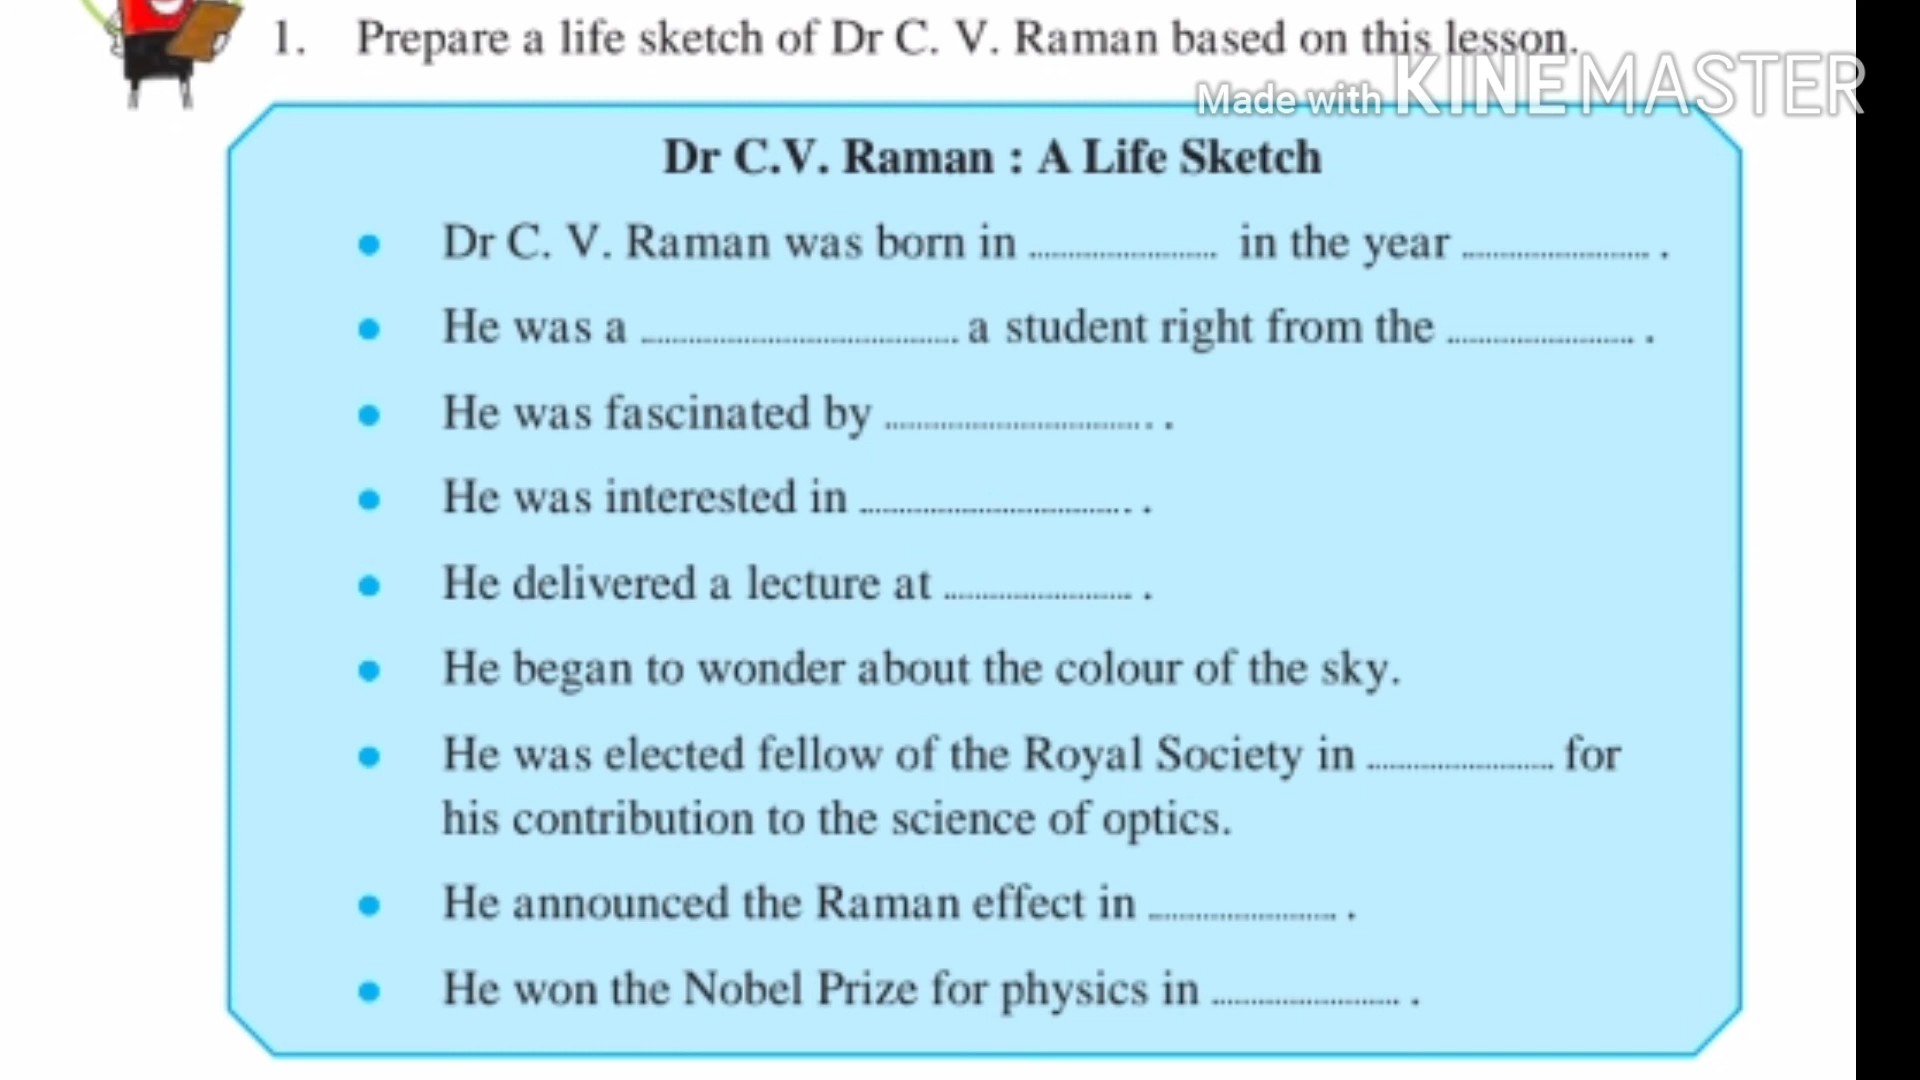 1. Prepare a life sketch of Dr C. V. Raman based on this lesson.
Made with KINEMASTER
Dr C.V. Raman : A Life Sketch
• Dr C. V. Raman was born in .................... in the year .................... .
• He was a .................................. a student right from the .................... .
• He was fascinated by ........................... .
• He was interested in ............................ .
• He delivered a lecture at .................... .
• He began to wonder about the colour of the sky.
• He was elected fellow of the Royal Society in .................... for
his contribution to the science of optics.
• He announced the Raman effect in .................... .
• He won the Nobel Prize for physics in .................... .